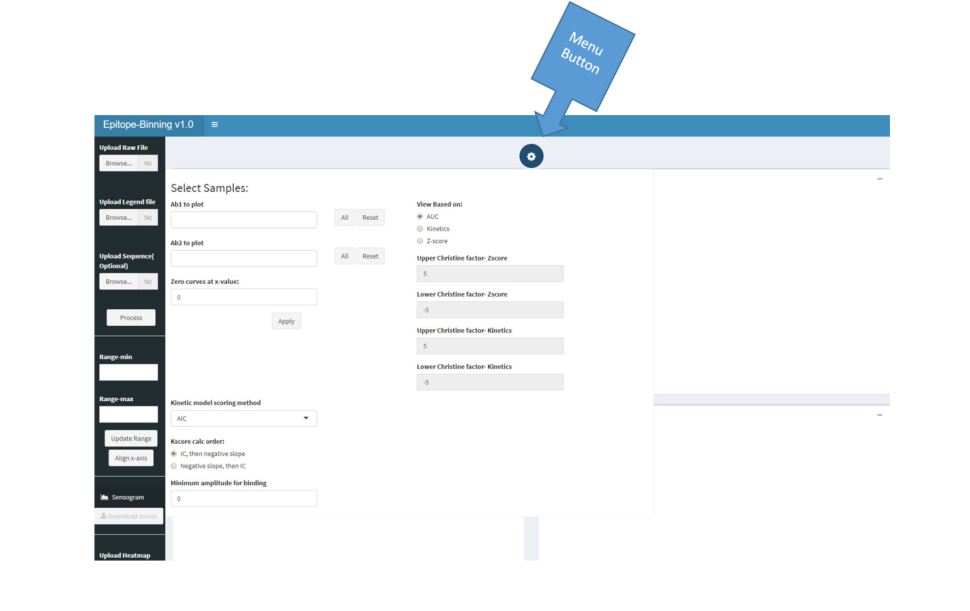 Menu
Button
Epitope-Binning v1.0
Upload Raw File
Browse... No
Upload Legend file
Browse... No
Upload Sequence(
Optional)
Browse... No
Process
Range-min
Range-max
Update Range
Align x-axis
Sensogram
Download scores
Upload Heatmap
Select Samples:
Ab1 to plot
All Reset
Ab2 to plot
All Reset
Zero curves at x-value:
0
Apply
Kinetic model scoring method
AIC
Kscore calc order:
IC, then negative slope
Negative slope, then IC
Minimum amplitude for binding
0
View Based on:
AUC
Kinetics
Z-score
Upper Christine factor- Zscore
5
Lower Christine factor- Zscore
-5
Upper Christine factor- Kinetics
5
Lower Christine factor- Kinetics
-5